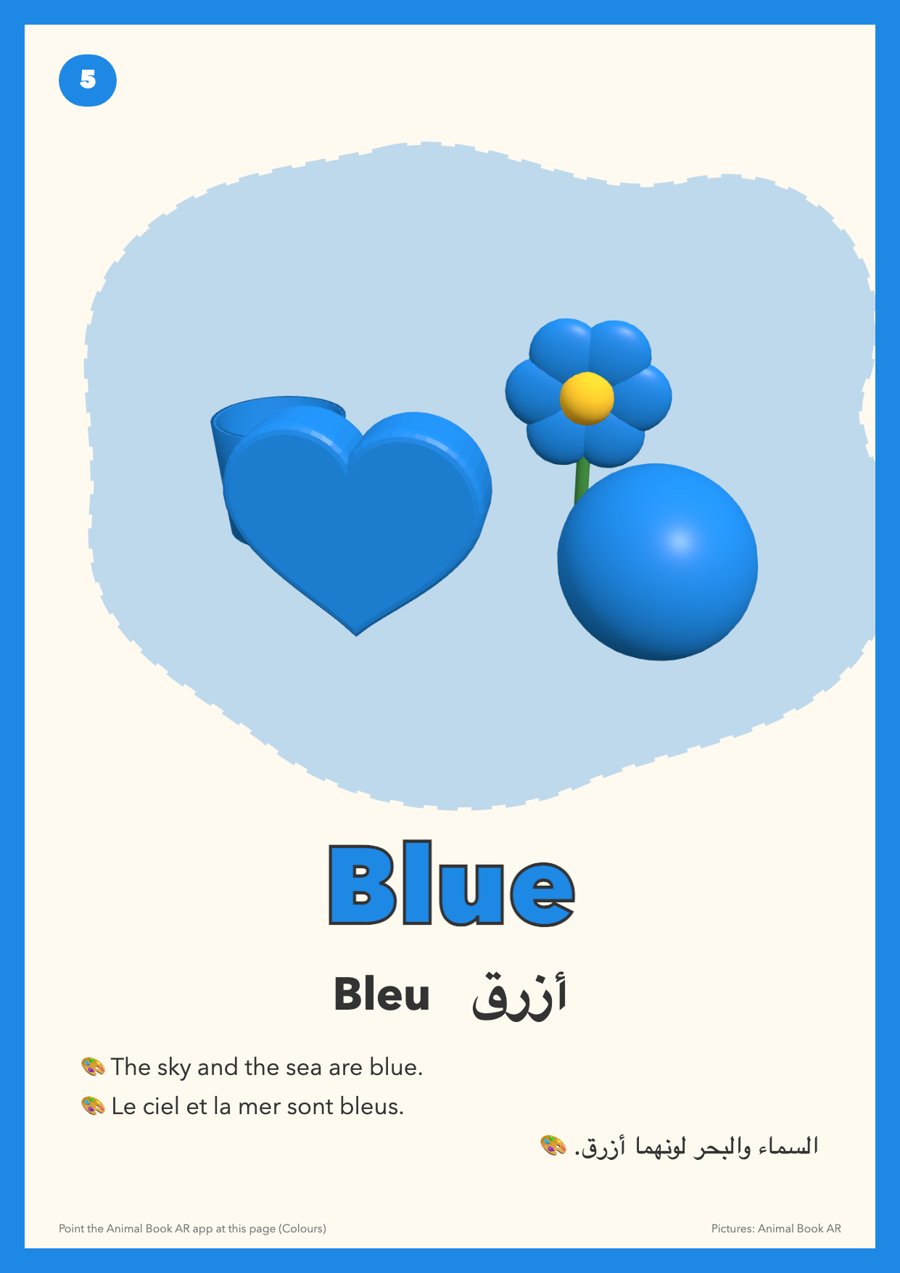 5
Blue
Bleu أزرق
🎨 The sky and the sea are blue.
🎨 Le ciel et la mer sont bleus.
🎨 السماء والبحر لونهما أزرق.
Point the Animal Book AR app at this page (Colours)
Pictures: Animal Book AR